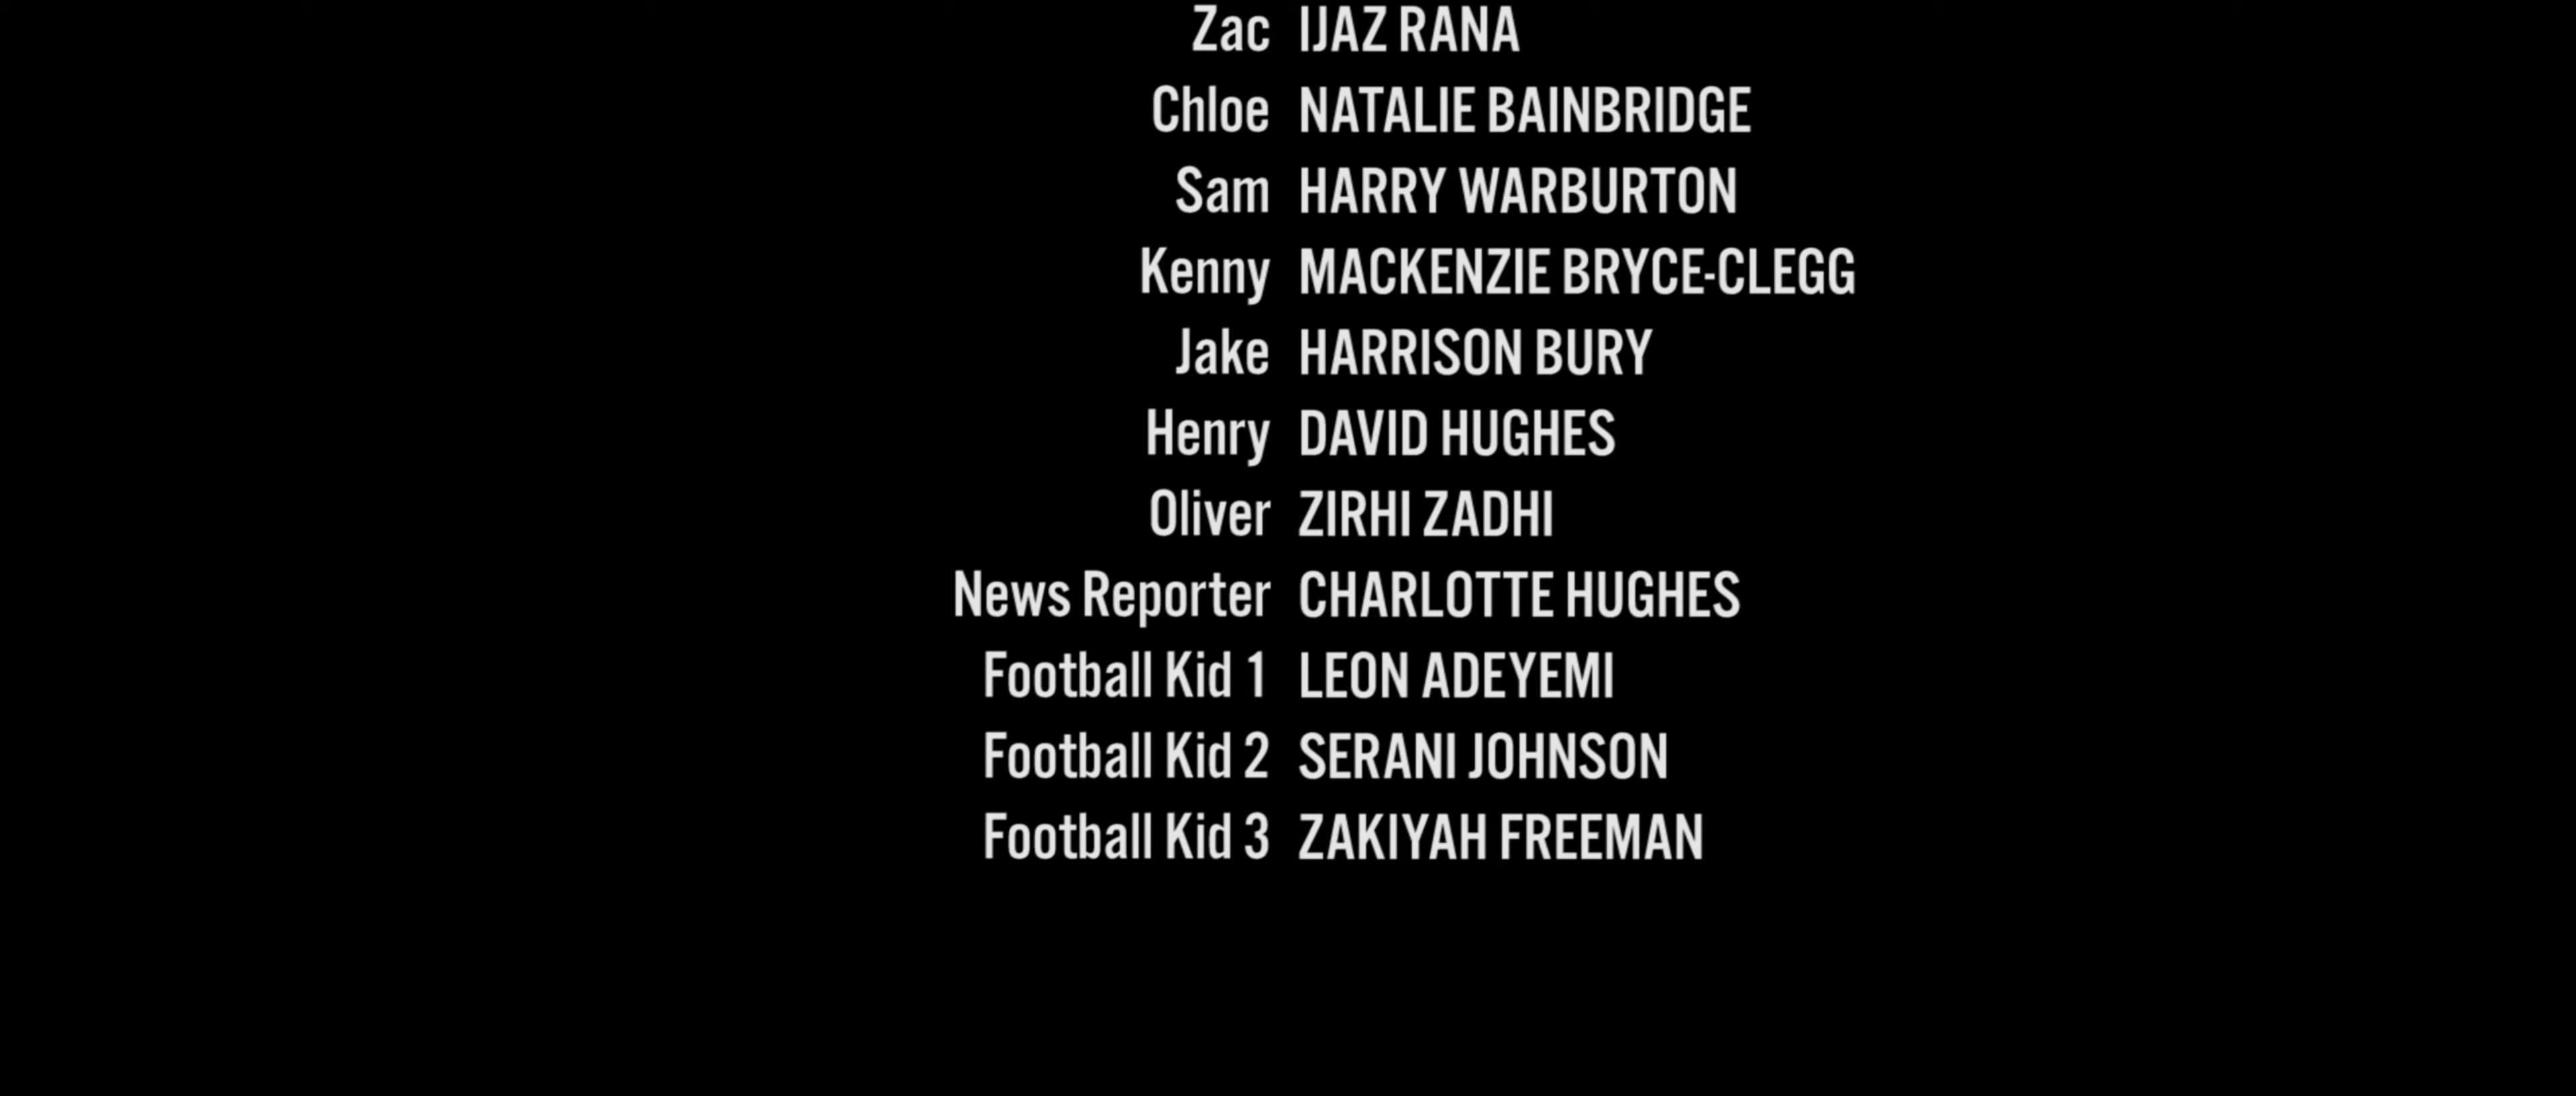 Zac IJAZ RANA
Chloe NATALIE BAINBRIDGE
Sam HARRY WARBURTON
Kenny MACKENZIE BRYCE-CLEGG
Jake HARRISON BURY
Henry DAVID HUGHES
Oliver ZIRHI ZADHI
News Reporter CHARLOTTE HUGHES
Football Kid 1 LEON ADEYEMI
Football Kid 2 SERANI JOHNSON
Football Kid 3 ZAKIYAH FREEMAN